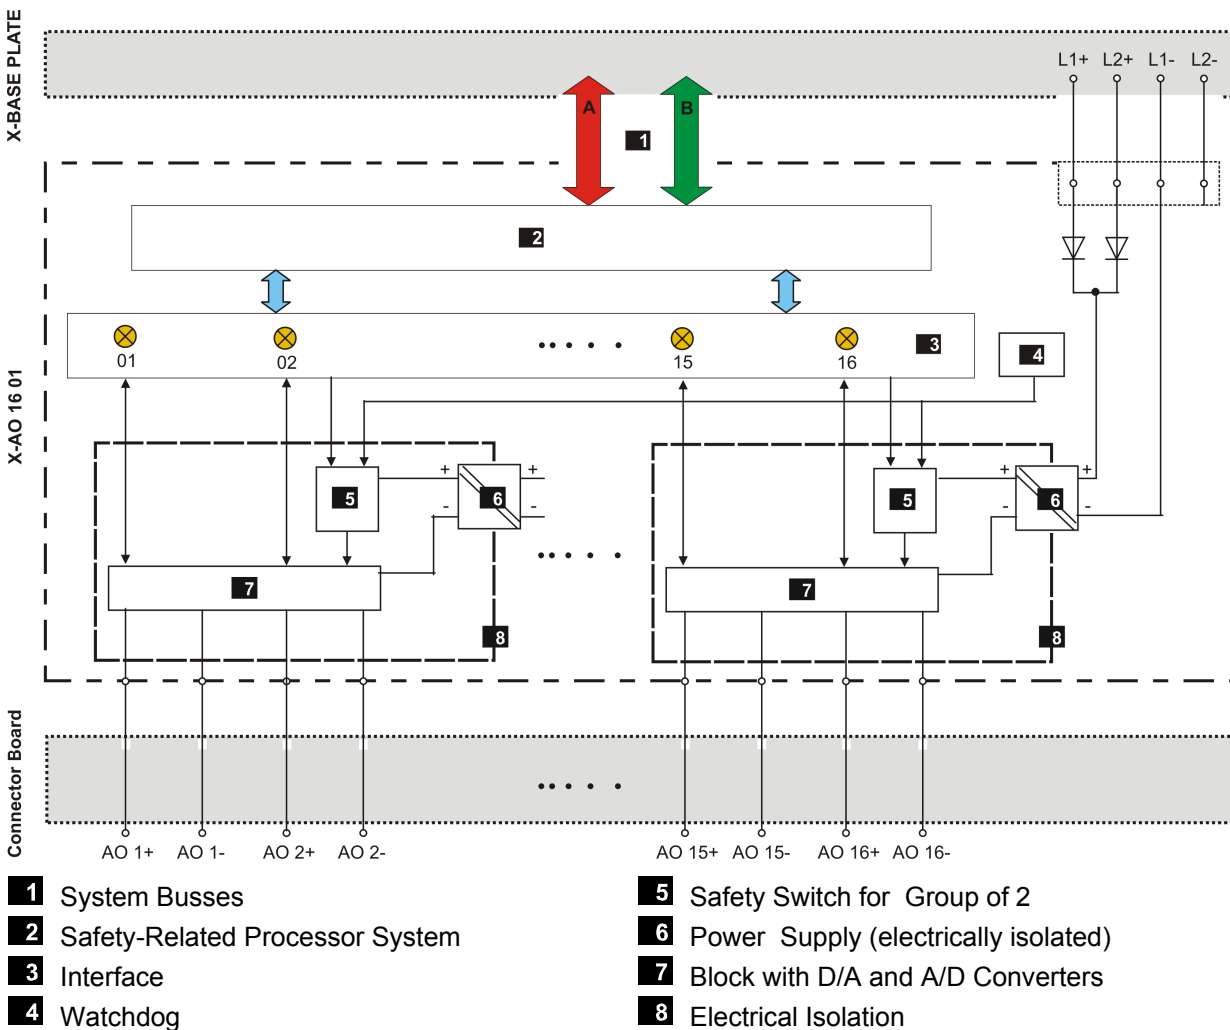 X-BASE PLATE
L1+ L2+ L1- L2-
A B
1
2
X-AO 16 01
01 02 15 16
3
4
5 + 6 + - -
5 + 6 + - -
7
7
8
8
Connector Board
AO 1+ AO 1- AO 2+ AO 2- AO 15+ AO 15- AO 16+ AO 16-
1 System Busses
2 Safety-Related Processor System
3 Interface
4 Watchdog
5 Safety Switch for Group of 2
6 Power Supply (electrically isolated)
7 Block with D/A and A/D Converters
8 Electrical Isolation